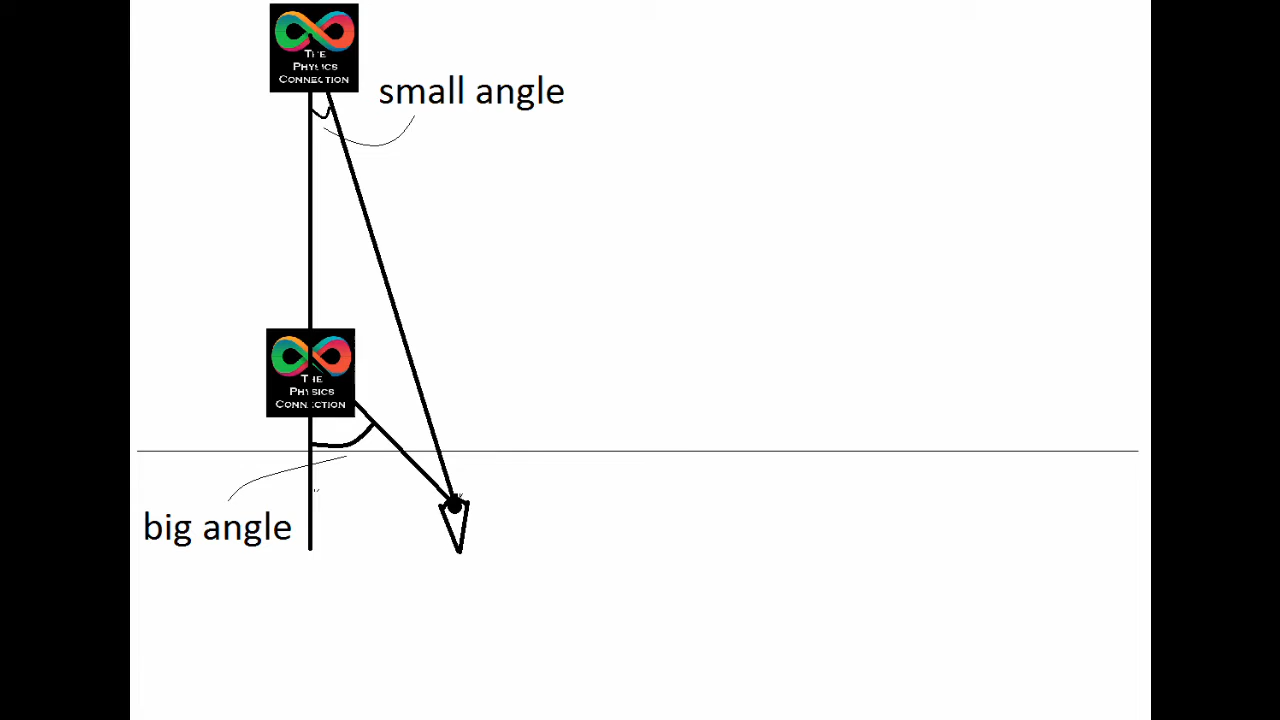 THE
PHYSICS
CONNECTION
small angle
THE
PHYSICS
CONNECTION
big angle